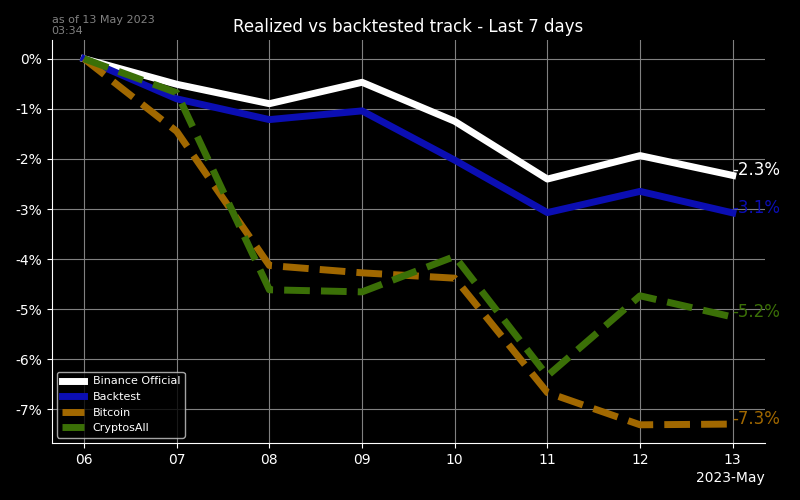 as of 13 May 2023
03:34
Realized vs backtested track - Last 7 days
0%
-1%
-2%
-3%
-4%
-5%
-6%
-7%
-2.3%
-3.1%
-5.2%
-7.3%
Binance Official
Backtest
Bitcoin
CryptosAll
06 07 08 09 10 11 12 13
2023-May